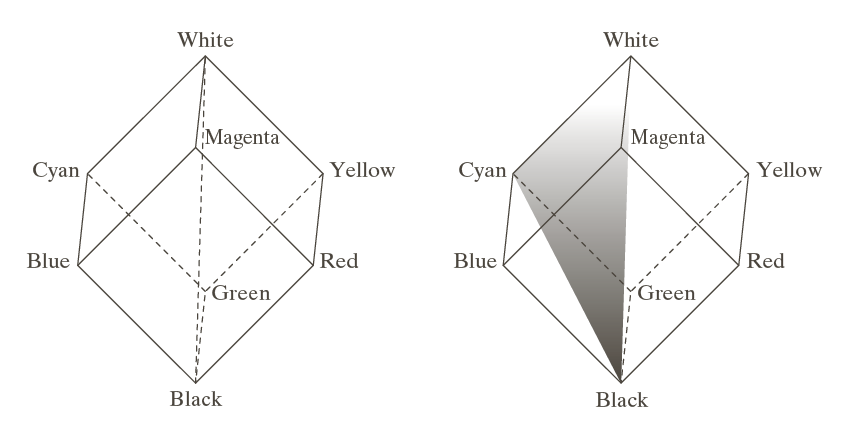 White
Magenta
Cyan
Yellow
Blue
Red
Green
Black
White
Magenta
Cyan
Yellow
Blue
Red
Green
Black